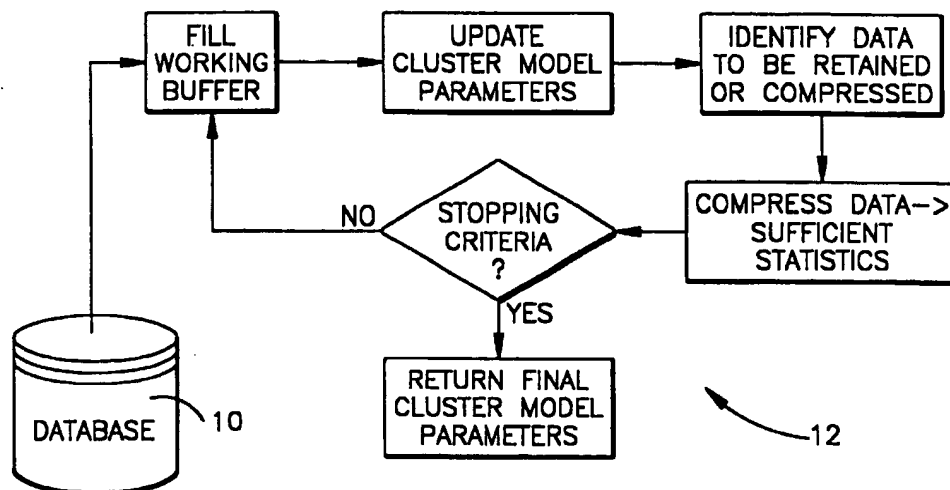 FILL
WORKING
BUFFER
UPDATE
CLUSTER MODEL
PARAMETERS
IDENTIFY DATA
TO BE RETAINED
OR COMPRESSED
COMPRESS DATA->
SUFFICIENT
STATISTICS
STOPPING
CRITERIA
?
NO
YES
RETURN FINAL
CLUSTER MODEL
PARAMETERS
DATABASE
10
12